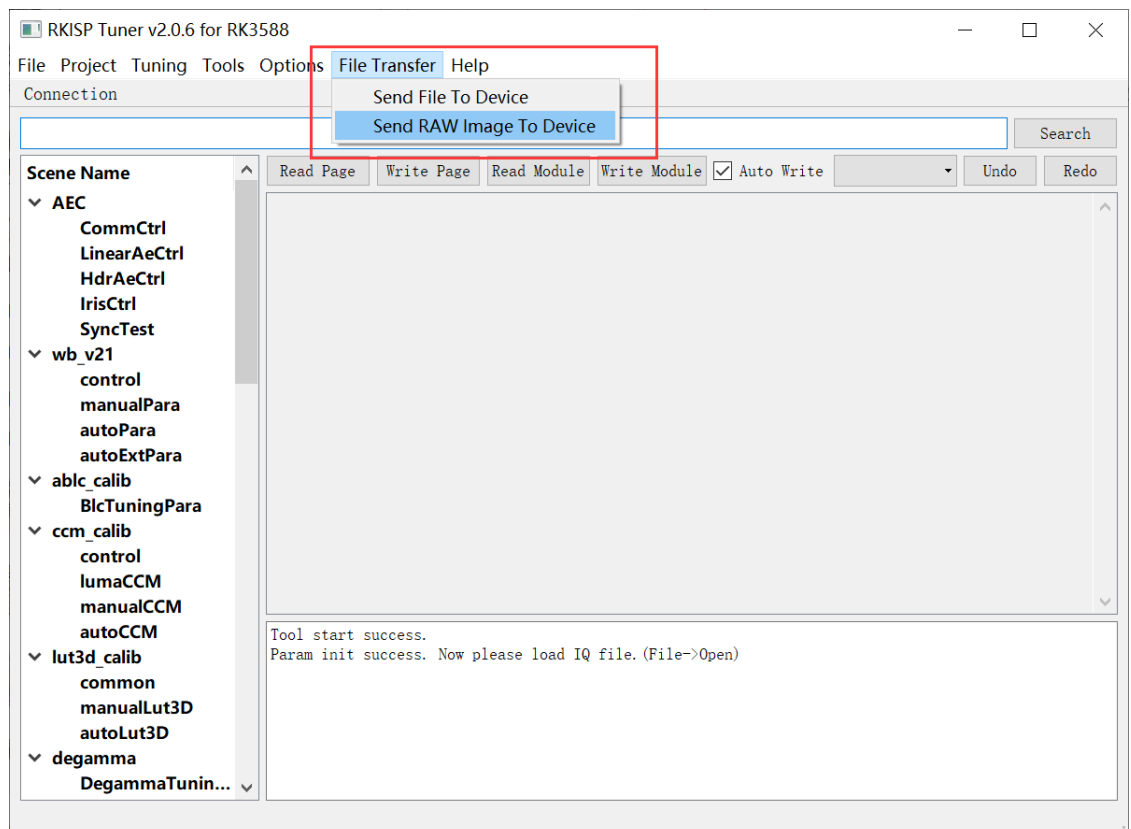 RKISP Tuner v2.0.6 for RK3588
File Project Tuning Tools Options File Transfer Help
Connection
Send File To Device
Send RAW Image To Device
Search
Scene Name
Read Page Write Page Read Module Write Module Auto Write Undo Redo
AEC
CommCtrl
LinearAeCtrl
HdrAeCtrl
IrisCtrl
SyncTest
wb_v21
control
manualPara
autoPara
autoExtPara
ablc_calib
BlcTuningPara
ccm_calib
control
lumaCCM
manualCCM
autoCCM
lut3d_calib
common
manualLut3D
autoLut3D
degamma
DegammaTunin...
Tool start success.
Param init success. Now please load IQ file.(File->Open)